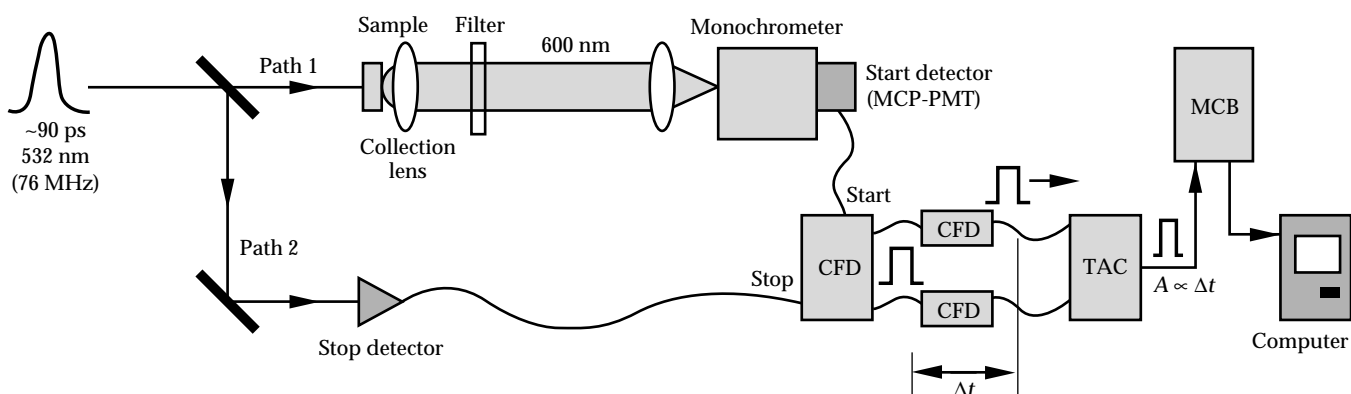 Sample
Filter
600 nm
Monochrometer
Path 1
Start detector
(MCP-PMT)
MCB
~90 ps
532 nm
(76 MHz)
Collection
lens
Start
CFD
Path 2
Stop
CFD
TAC
A ∝ Δt
CFD
Stop detector
Computer
Δt